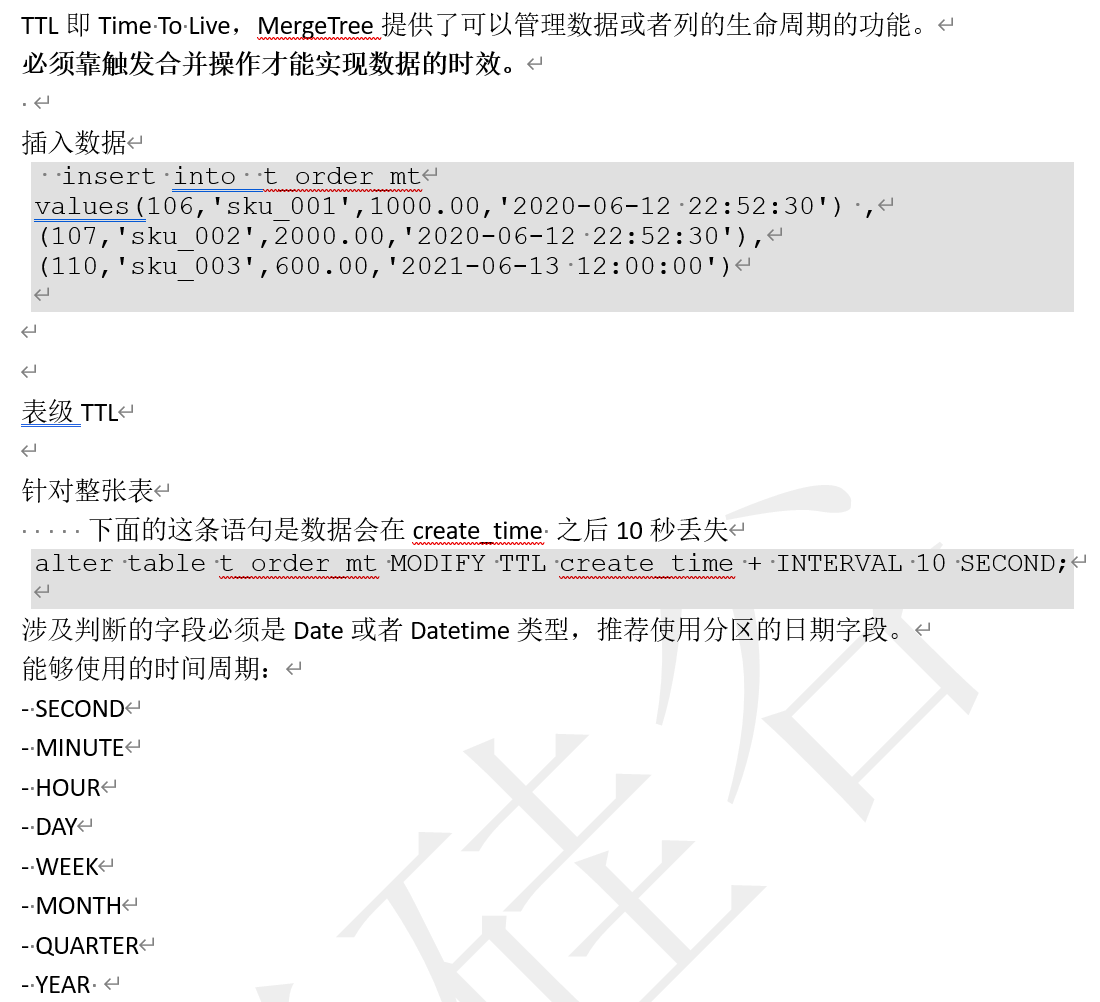 TTL 即 Time To Live，MergeTree 提供了可以管理数据或者列的生命周期的功能。
必须靠触发合并操作才能实现数据的时效。
插入数据
insert into  t_order_mt
values(106,'sku_001',1000.00,'2020-06-12 22:52:30') ,
(107,'sku_002',2000.00,'2020-06-12 22:52:30'),
(110,'sku_003',600.00,'2021-06-13 12:00:00')
表级 TTL
针对整张表
下面的这条语句是数据会在 create_time 之后 10 秒丢失
alter table t_order_mt MODIFY TTL create_time + INTERVAL 10 SECOND;
涉及判断的字段必须是 Date 或者 Datetime 类型，推荐使用分区的日期字段。
能够使用的时间周期：
- SECOND
- MINUTE
- HOUR
- DAY
- WEEK
- MONTH
- QUARTER
- YEAR
硅谷